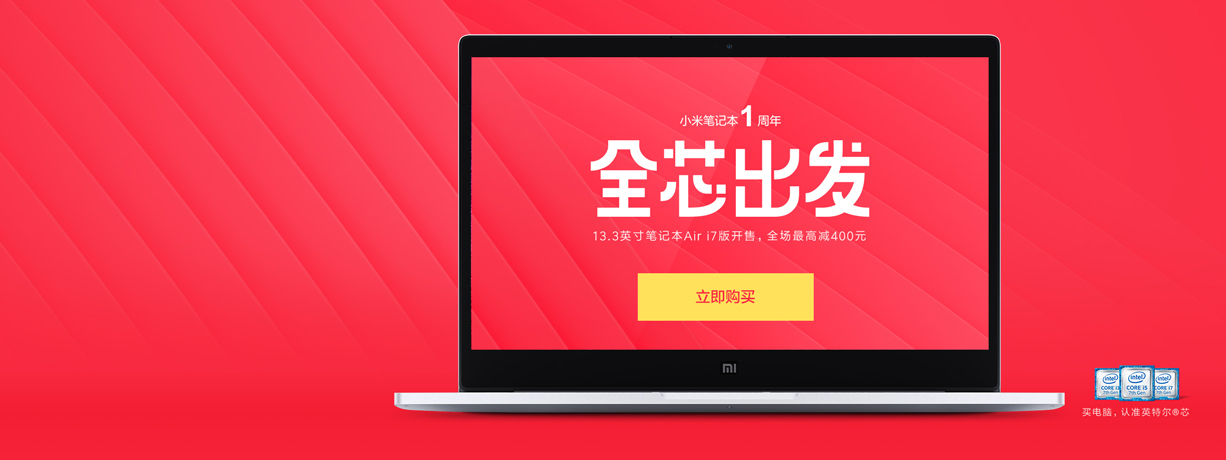 小米笔记本1周年
全芯出发
13.3英寸笔记本Air i7版开售，全场最高减400元
立即购买
mi
intel
CORE i3
7th Gen
intel
CORE i5
7th Gen
intel
CORE i7
7th Gen
买电脑，认准英特尔®芯